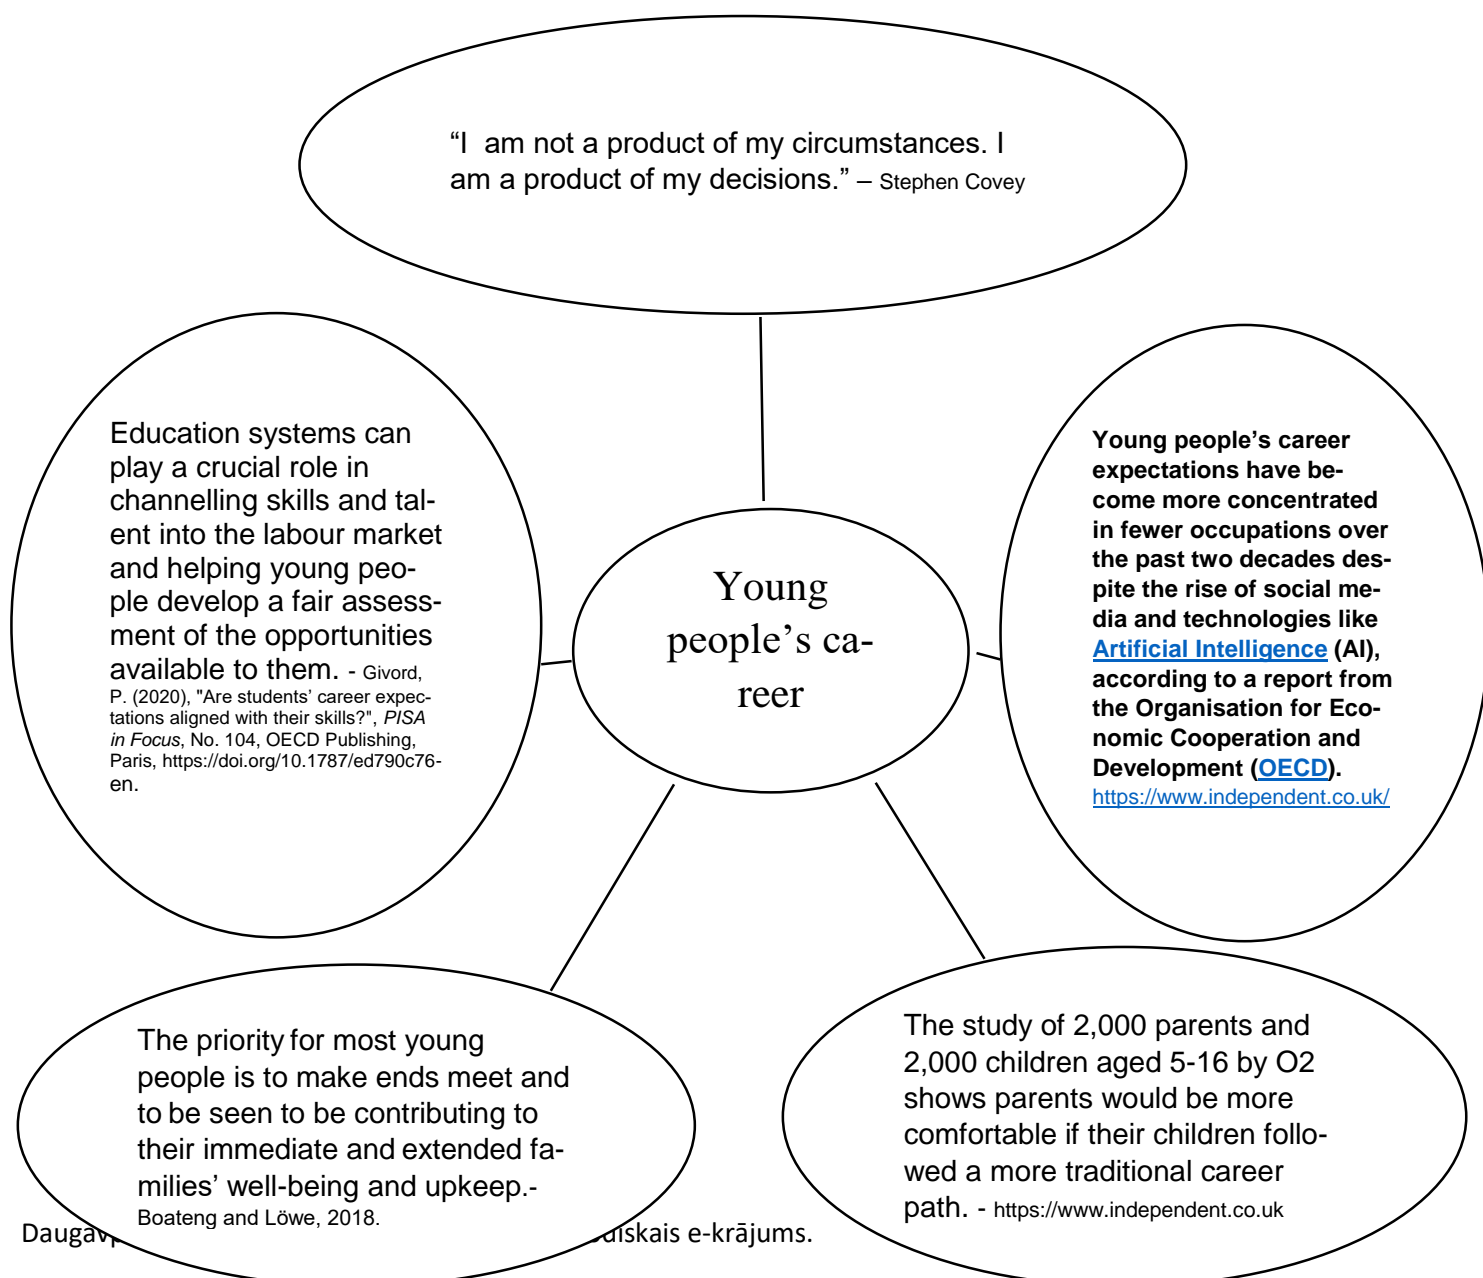 “I am not a product of my circumstances. I
am a product of my decisions.” – Stephen Covey
Education systems can
play a crucial role in
channelling skills and tal-
ent into the labour market
and helping young peo-
ple develop a fair assess-
ment of the opportunities
available to them. - Givord,
P. (2020), "Are students’ career expec-
tations aligned with their skills?", PISA
in Focus, No. 104, OECD Publishing,
Paris, https://doi.org/10.1787/ed790c76-
en.
Young
people’s ca-
reer
Young people’s career
expectations have be-
come more concentrated
in fewer occupations over
the past two decades des-
pite the rise of social me-
dia and technologies like
Artificial Intelligence (AI),
according to a report from
the Organisation for Eco-
nomic Cooperation and
Development (OECD).
https://www.independent.co.uk/
The priority for most young
people is to make ends meet and
to be seen to be contributing to
their immediate and extended fa-
milies’ well-being and upkeep.-
Boateng and Löwe, 2018.
The study of 2,000 parents and
2,000 children aged 5-16 by O2
shows parents would be more
comfortable if their children follo-
wed a more traditional career
path. - https://www.independent.co.uk
e-krājums.